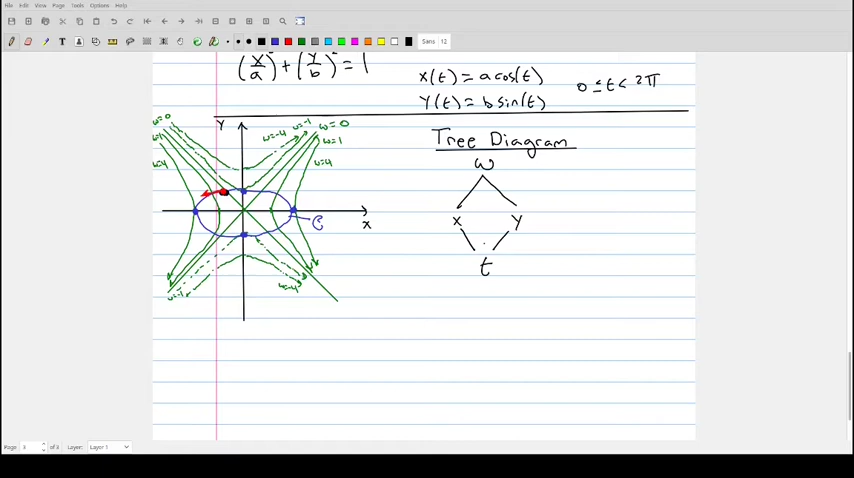 File Edit View Page Tools Options Help
Sans 12
(x/a)² + (y/b)² = 1
x(t) = a cos(t)
y(t) = b sin(t)
0 ≤ t < 2π
Tree Diagram
w
x y
t
y
w=0
w=1
w=4
w=-4
w=-1
w=0
w=1
w=4
C
x
w=-1
w=-4
Page 3 of 3 Layer: Layer 1